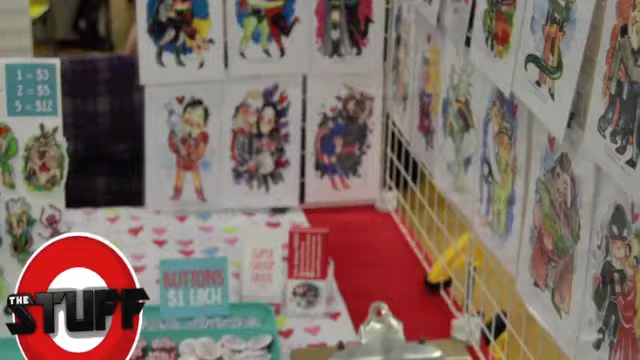 1 = $3
2 = $5
5 = $12
BUTTONS
$1 EACH
THE
STUFF